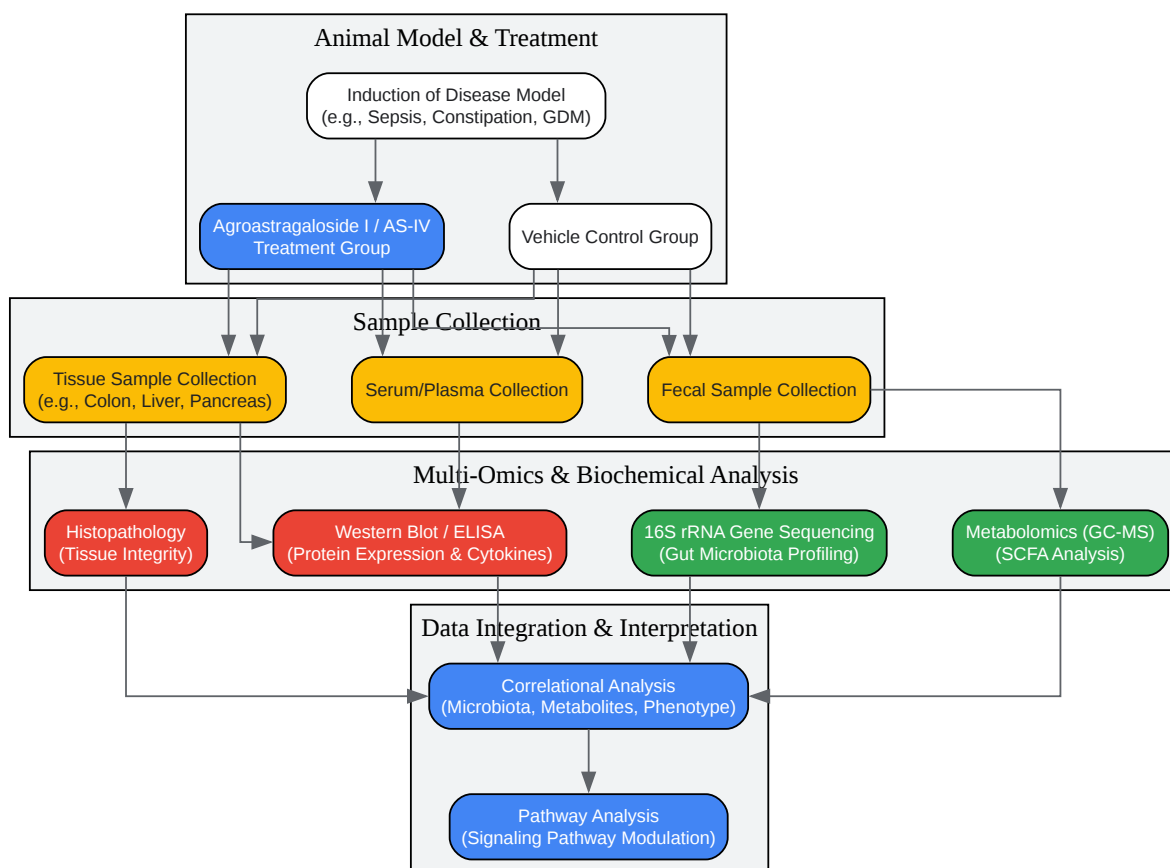 Animal Model & Treatment
Induction of Disease Model
(e.g., Sepsis, Constipation, GDM)
Agroastragaloside I / AS-IV
Treatment Group
Vehicle Control Group
Sample Collection
Tissue Sample Collection
(e.g., Colon, Liver, Pancreas)
Serum/Plasma Collection
Fecal Sample Collection
Multi-Omics & Biochemical Analysis
Histopathology
(Tissue Integrity)
Western Blot / ELISA
(Protein Expression & Cytokines)
16S rRNA Gene Sequencing
(Gut Microbiota Profiling)
Metabolomics (GC-MS)
(SCFA Analysis)
Data Integration & Interpretation
Correlational Analysis
(Microbiota, Metabolites, Phenotype)
Pathway Analysis
(Signaling Pathway Modulation)